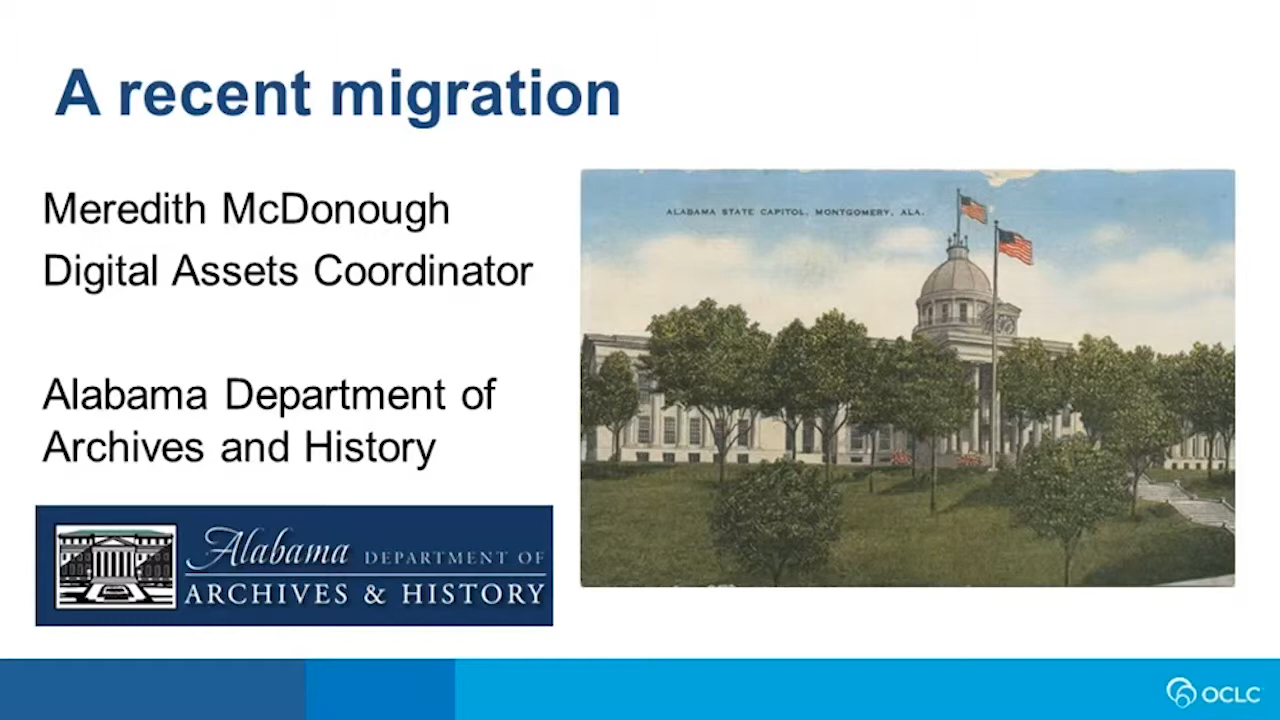 A recent migration
Meredith McDonough
Digital Assets Coordinator
Alabama Department of
Archives and History
Alabama DEPARTMENT OF
ARCHIVES & HISTORY
ALABAMA STATE CAPITOL, MONTGOMERY, ALA.
OCLC